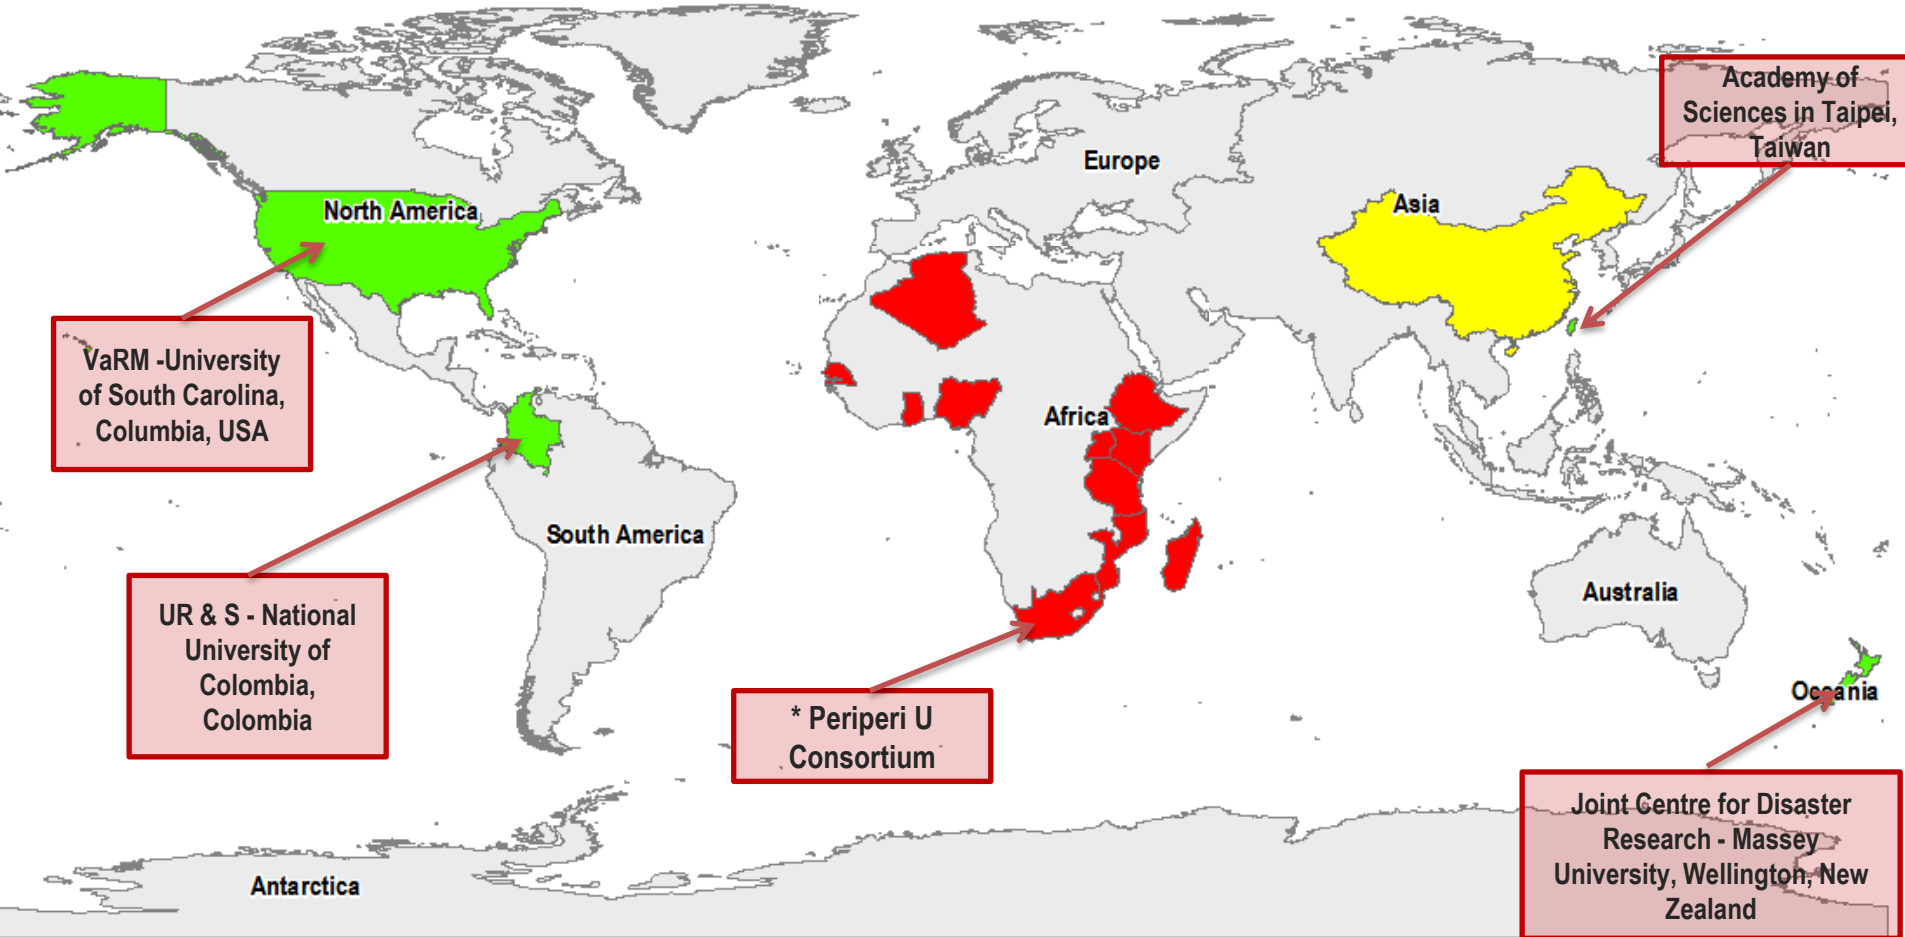 Academy of
Sciences in Taipei,
Taiwan
Europe
Asia
North America
VaRM -University
of South Carolina,
Columbia, USA
Africa
South America
UR & S - National
University of
Colombia,
Colombia
Australia
Oceania
* Periperi U
Consortium
Joint Centre for Disaster
Research - Massey
University, Wellington, New
Zealand
Antarctica